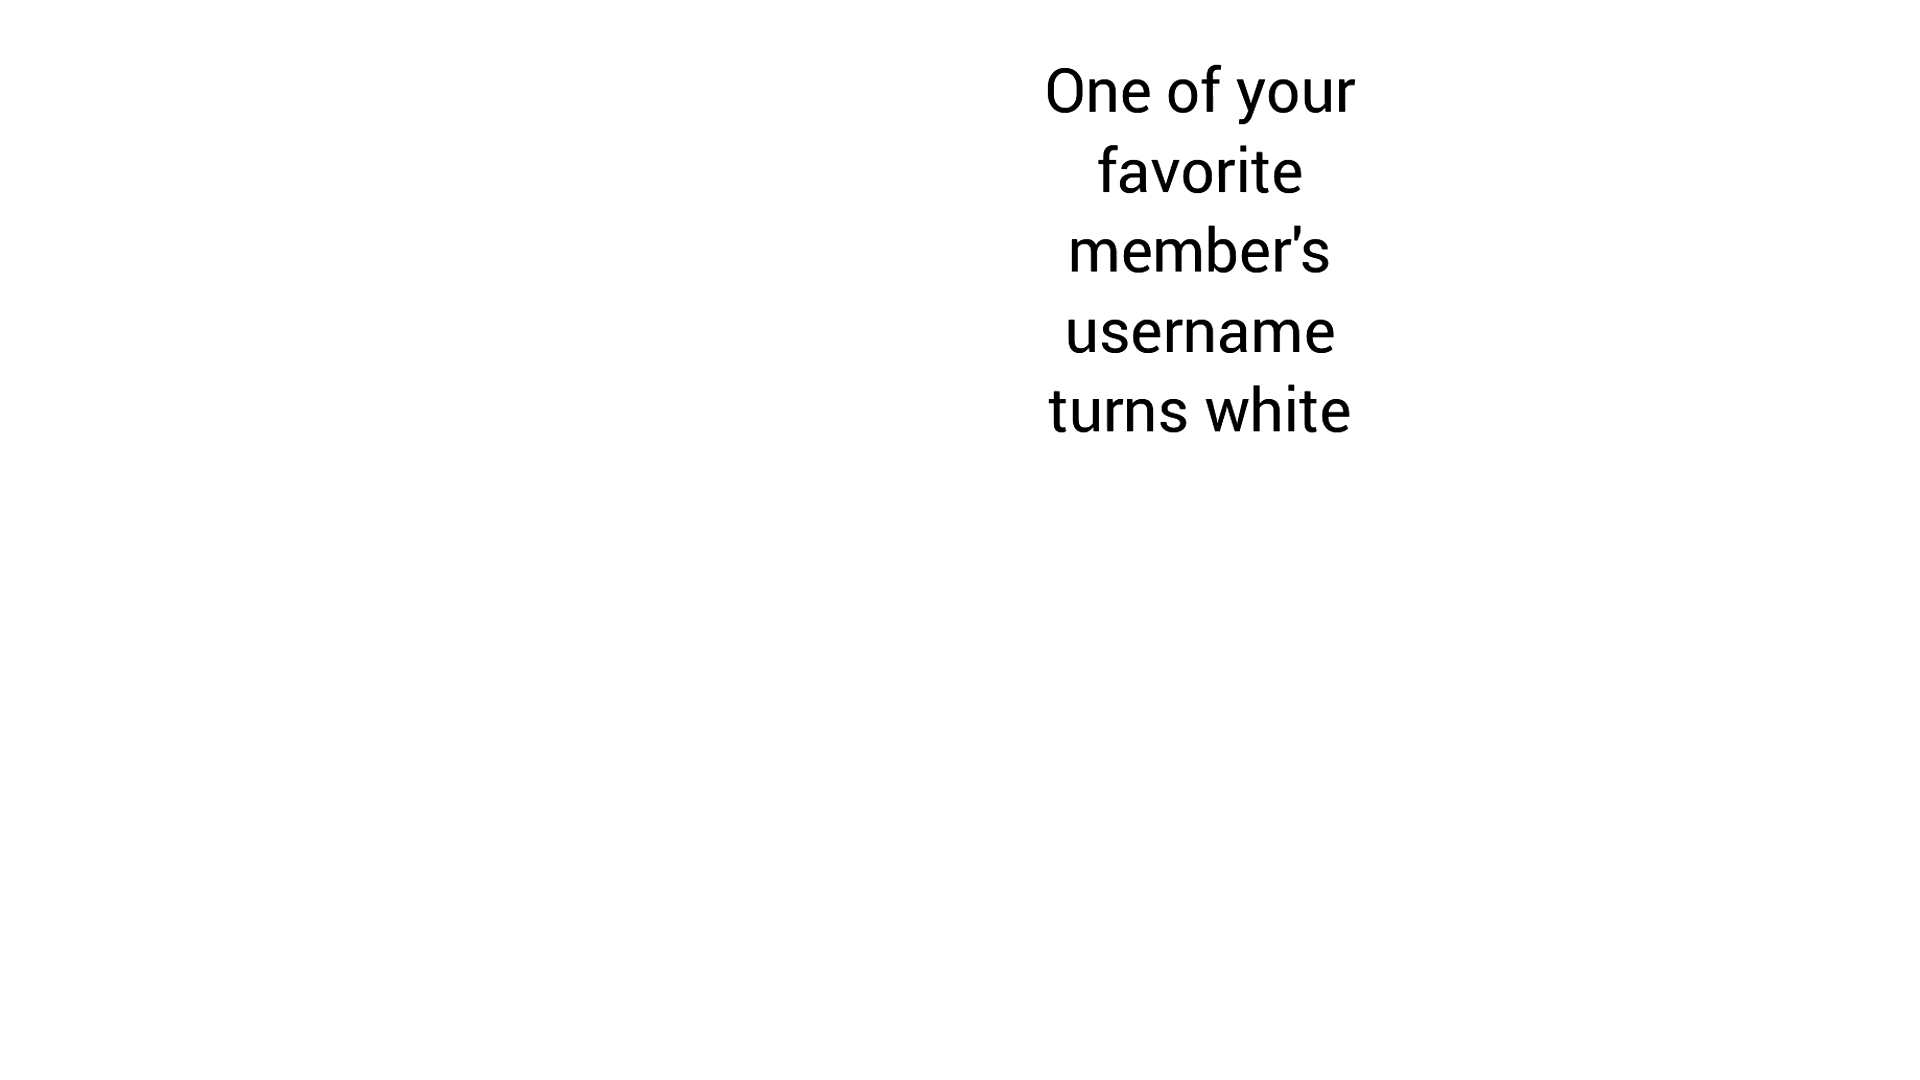 One of your
favorite
member's
username
turns white